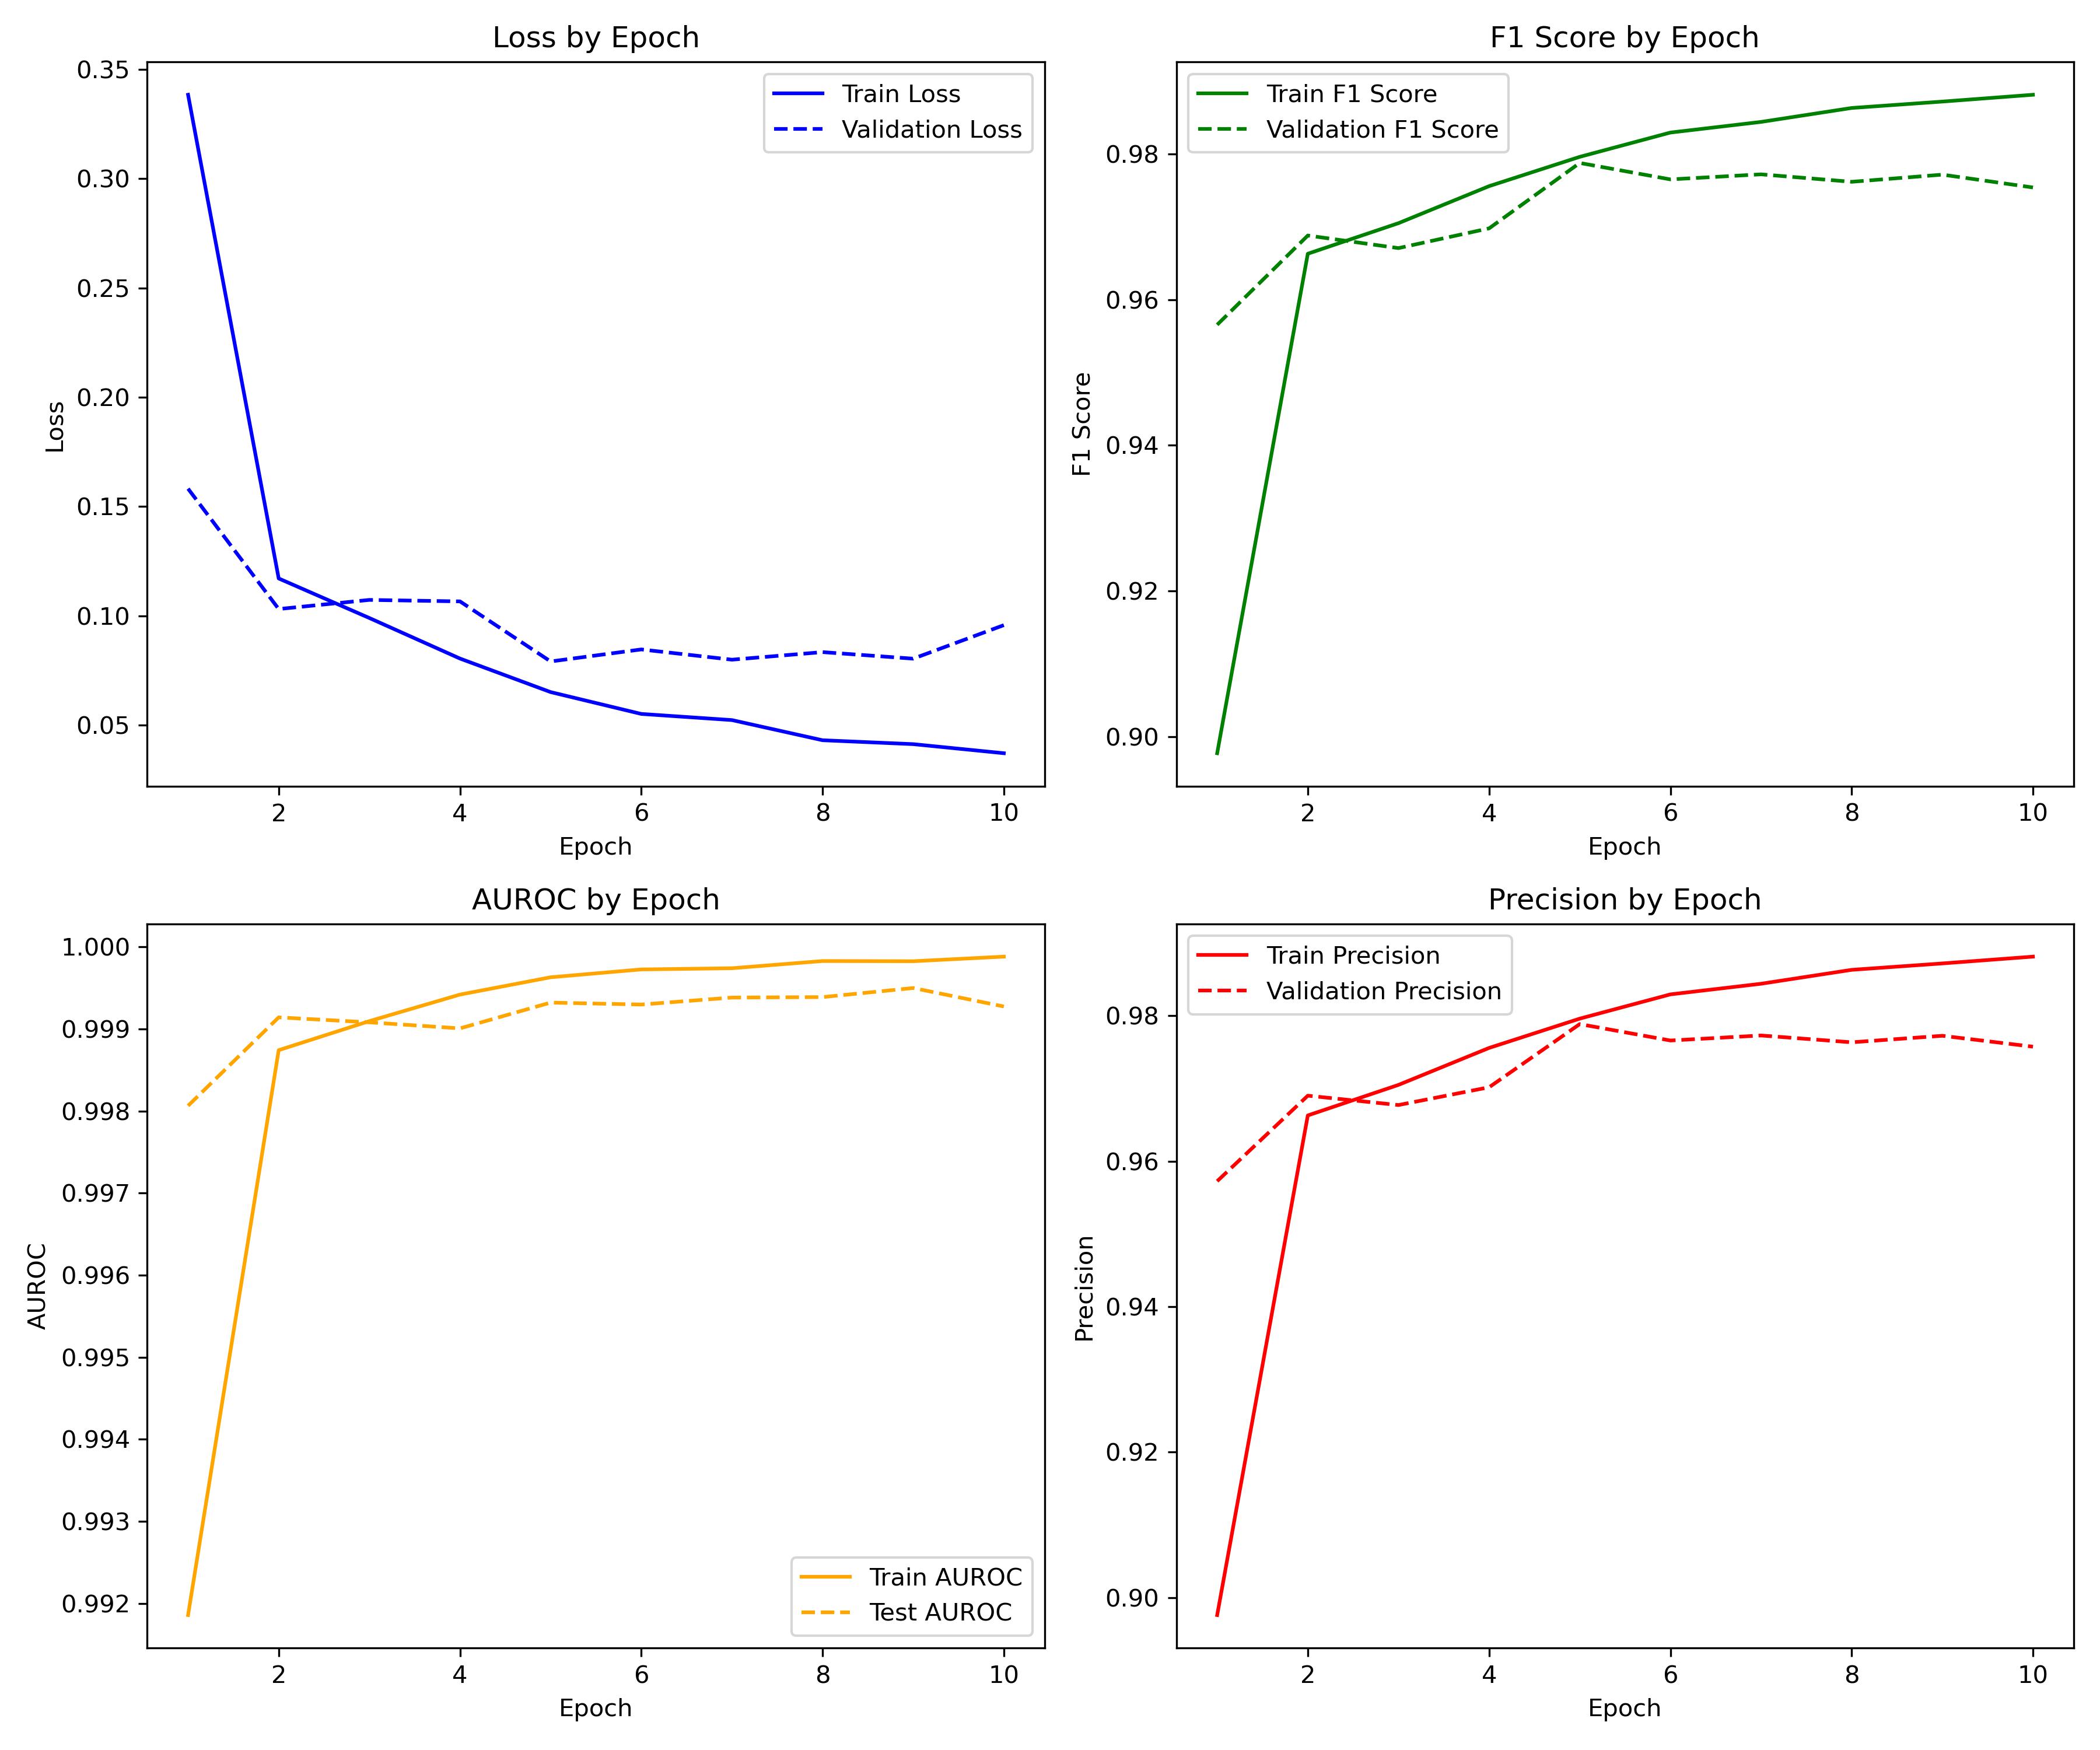 Loss by Epoch
0.35
0.30
0.25
0.20
0.15
0.10
0.05
Loss
Train Loss
Validation Loss
2 4 6 8 10
Epoch
F1 Score by Epoch
0.98
0.96
0.94
0.92
0.90
F1 Score
Train F1 Score
Validation F1 Score
2 4 6 8 10
Epoch
AUROC by Epoch
1.000
0.999
0.998
0.997
0.996
0.995
0.994
0.993
0.992
AUROC
Train AUROC
Test AUROC
2 4 6 8 10
Epoch
Precision by Epoch
0.98
0.96
0.94
0.92
0.90
Precision
Train Precision
Validation Precision
2 4 6 8 10
Epoch